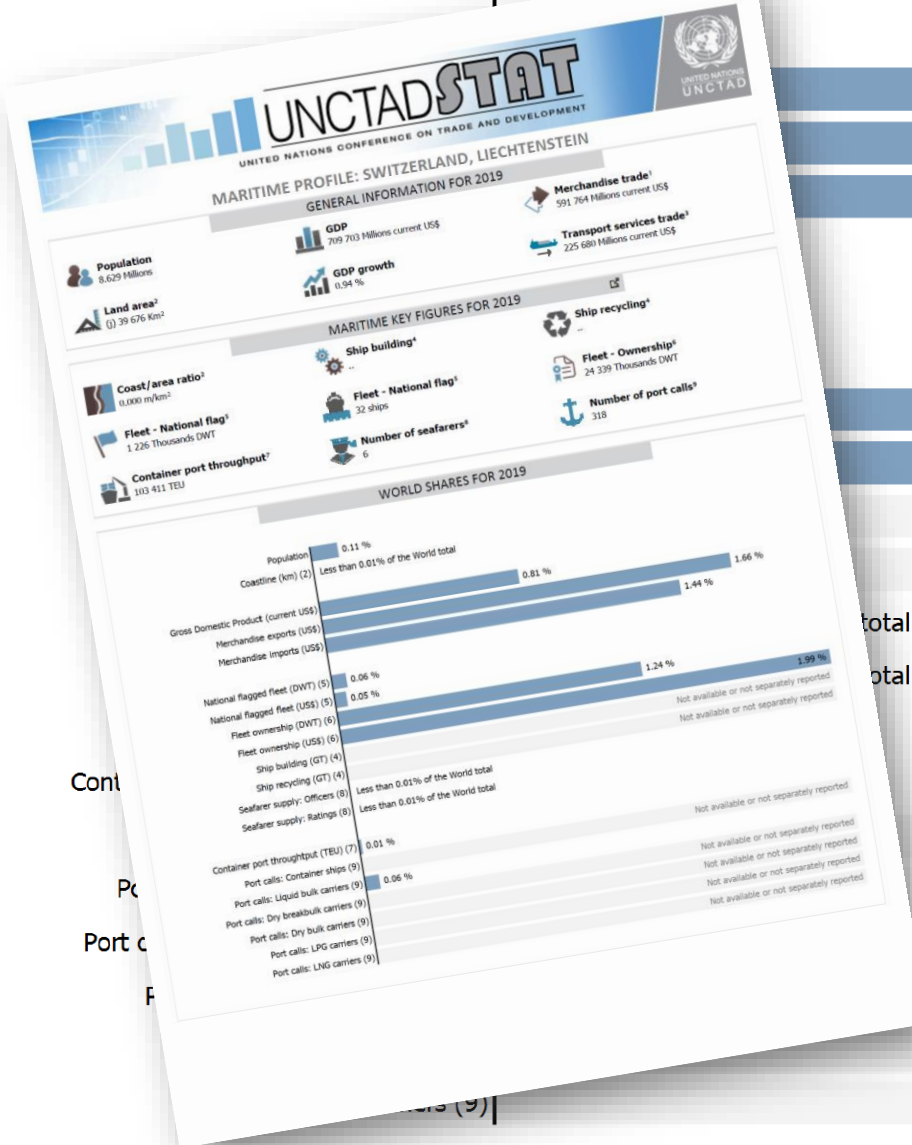 UNCTADSTAT
UNITED NATIONS CONFERENCE ON TRADE AND DEVELOPMENT
UNITED NATIONS
UNCTAD
MARITIME PROFILE: SWITZERLAND, LIECHTENSTEIN
GENERAL INFORMATION FOR 2019
Population
8.629 Millions
GDP
709 703 Millions current US$
Merchandise trade¹
591 764 Millions current US$
Land area²
(j) 39 676 Km²
GDP growth
0.94 %
Transport services trade³
225 680 Millions current US$
MARITIME KEY FIGURES FOR 2019
Coast/area ratio²
0.000 m/km²
Ship building⁴
..
Ship recycling⁴
..
Fleet - National flag⁵
1 226 Thousands DWT
Fleet - National flag⁵
32 ships
Fleet - Ownership⁶
24 339 Thousands DWT
Container port throughput⁷
103 411 TEU
Number of seafarers⁸
6
Number of port calls⁹
318
WORLD SHARES FOR 2019
Population 0.11 %
Coastline (km) (2) Less than 0.01% of the World total
Gross Domestic Product (current US$) 0.81 %
Merchandise exports (US$) 1.66 %
Merchandise imports (US$) 1.44 %
National flagged fleet (DWT) (5) 0.06 %
National flagged fleet (US$) (5) 0.05 %
Fleet ownership (DWT) (6) 1.24 %
Fleet ownership (US$) (6) 1.99 %
Ship building (GT) (4) Not available or not separately reported
Ship recycling (GT) (4) Not available or not separately reported
Seafarer supply: Officers (8) Less than 0.01% of the World total
Seafarer supply: Ratings (8) Less than 0.01% of the World total
Container port throughtput (TEU) (7) 0.01 %
Port calls: Container ships (9) Not available or not separately reported
Port calls: Liquid bulk carriers (9) 0.06 %
Port calls: Dry breakbulk carriers (9) Not available or not separately reported
Port calls: Dry bulk carriers (9) Not available or not separately reported
Port calls: LPG carriers (9) Not available or not separately reported
Port calls: LNG carriers (9) Not available or not separately reported
total
otal
Cont
Po
Port c
(9)